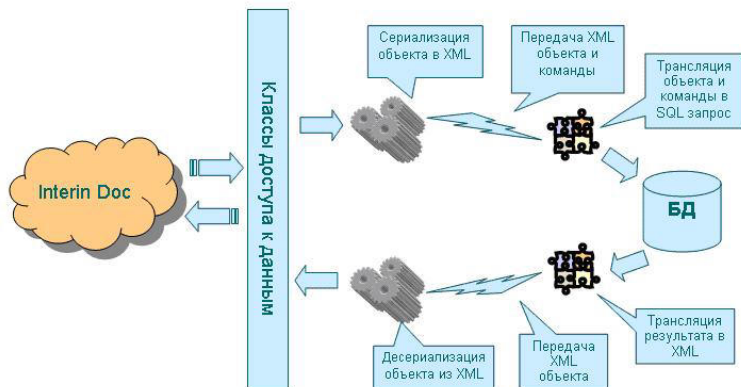 Сериализация
объекта в XML
Передача XML
объекта и
команды
Трансляция
объекта и
команды в
SQL запрос
Классы доступа к данным
Interin Doc
БД
Десериализация
объекта из XML
Передача
XML
объекта
Трансляция
результата в
XML